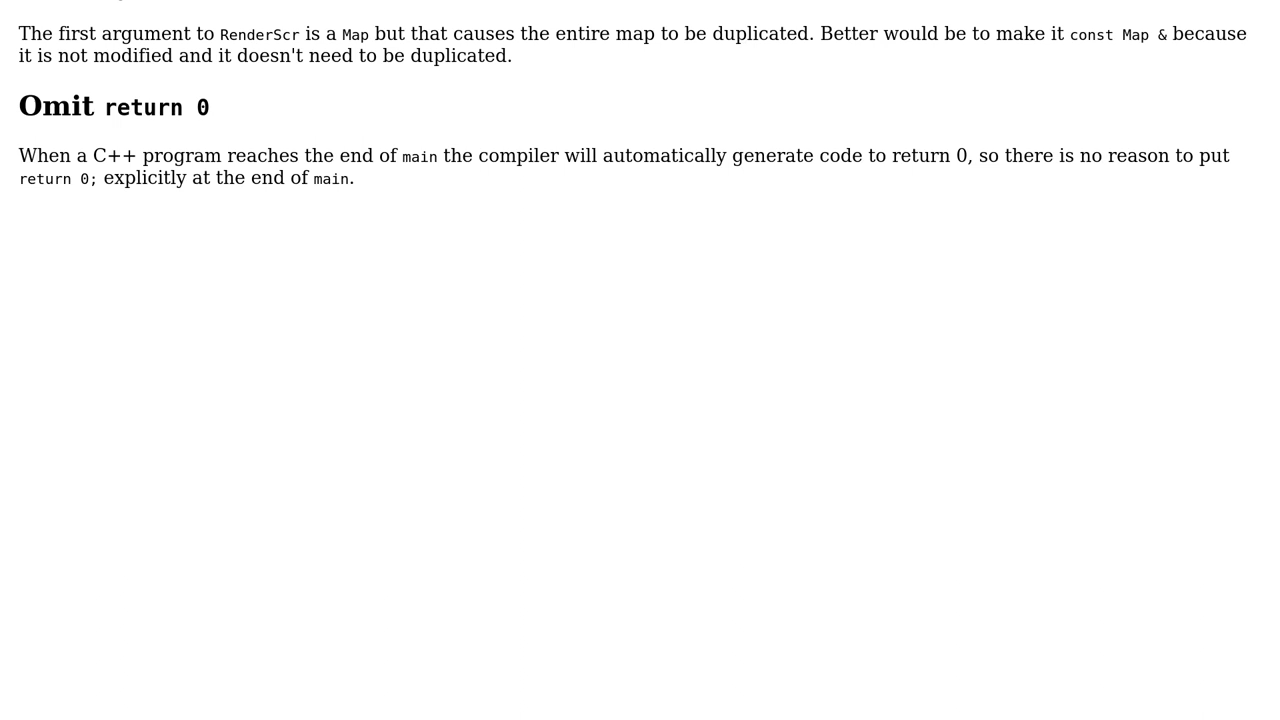 The first argument to RenderScr is a Map but that causes the entire map to be duplicated. Better would be to make it const Map & because
it is not modified and it doesn't need to be duplicated.
Omit return 0
When a C++ program reaches the end of main the compiler will automatically generate code to return 0, so there is no reason to put
return 0; explicitly at the end of main.